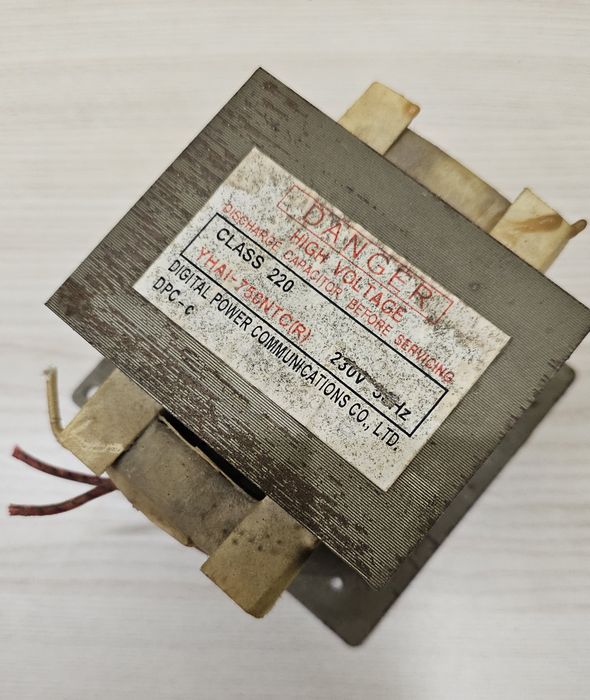 DANGER
HIGH VOLTAGE
DISCHARGE CAPACITOR BEFORE SERVICING
CLASS 220
230V
DIGITAL POWER COMMUNICATIONS CO., LTD.
DPC-c